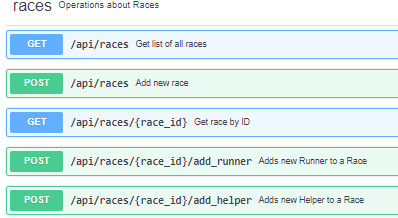 races Operations about Races
GET /api/races Get list of all races
POST /api/races Add new race
GET /api/races/{race_id} Get race by ID
POST /api/races/{race_id}/add_runner Adds new Runner to a Race
POST /api/races/{race_id}/add_helper Adds new Helper to a Race